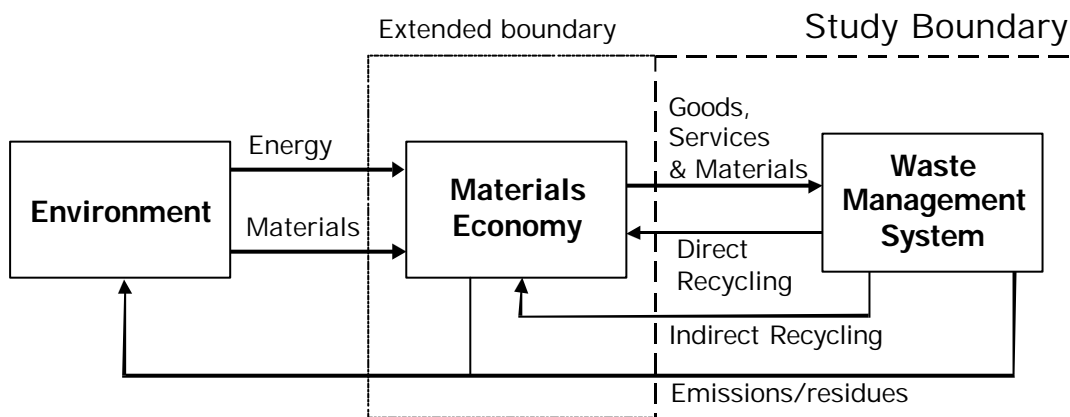 Extended boundary
Study Boundary
Goods,
Services
& Materials
Energy
Environment
Materials
Materials
Economy
Waste
Management
System
Direct
Recycling
Indirect Recycling
Emissions/residues